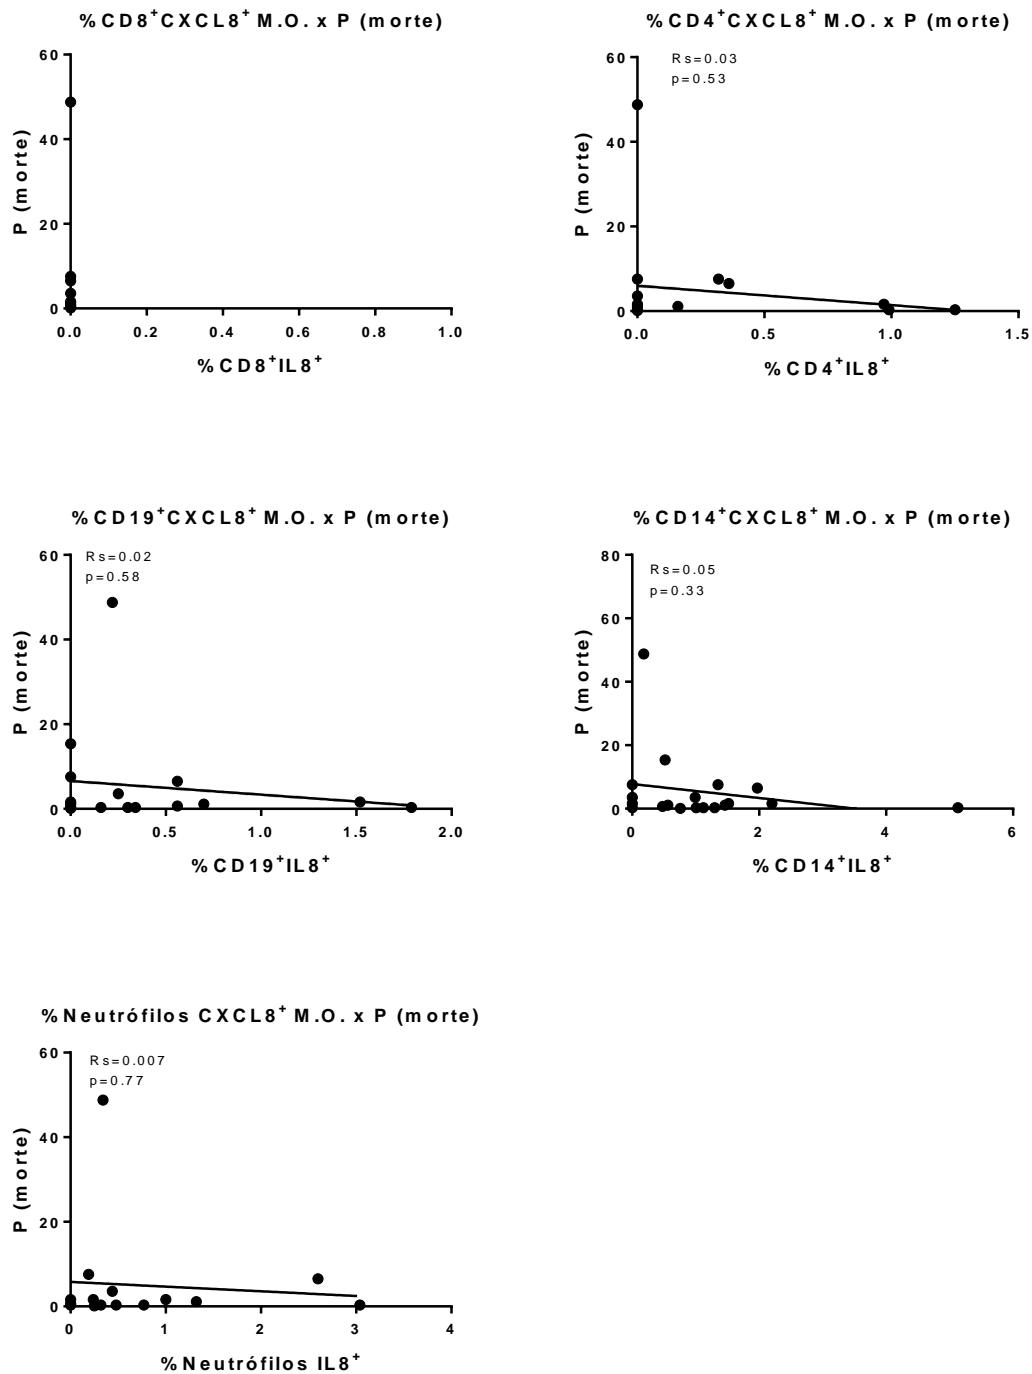 %CD8⁺CXCL8⁺ M.O. x P (morte)
60
40
20
0
P (morte)
0.0 0.2 0.4 0.6 0.8 1.0
%CD8⁺IL8⁺
%CD4⁺CXCL8⁺ M.O. x P (morte)
Rs=0.03
p=0.53
60
40
20
0
P (morte)
0.0 0.5 1.0 1.5
%CD4⁺IL8⁺
%CD19⁺CXCL8⁺ M.O. x P (morte)
Rs=0.02
p=0.58
60
40
20
0
P (morte)
0.0 0.5 1.0 1.5 2.0
%CD19⁺IL8⁺
%CD14⁺CXCL8⁺ M.O. x P (morte)
Rs=0.05
p=0.33
80
60
40
20
0
P (morte)
0 2 4 6
%CD14⁺IL8⁺
%Neutrófilos CXCL8⁺ M.O. x P (morte)
Rs=0.007
p=0.77
60
40
20
0
P (morte)
0 1 2 3 4
%Neutrófilos IL8⁺